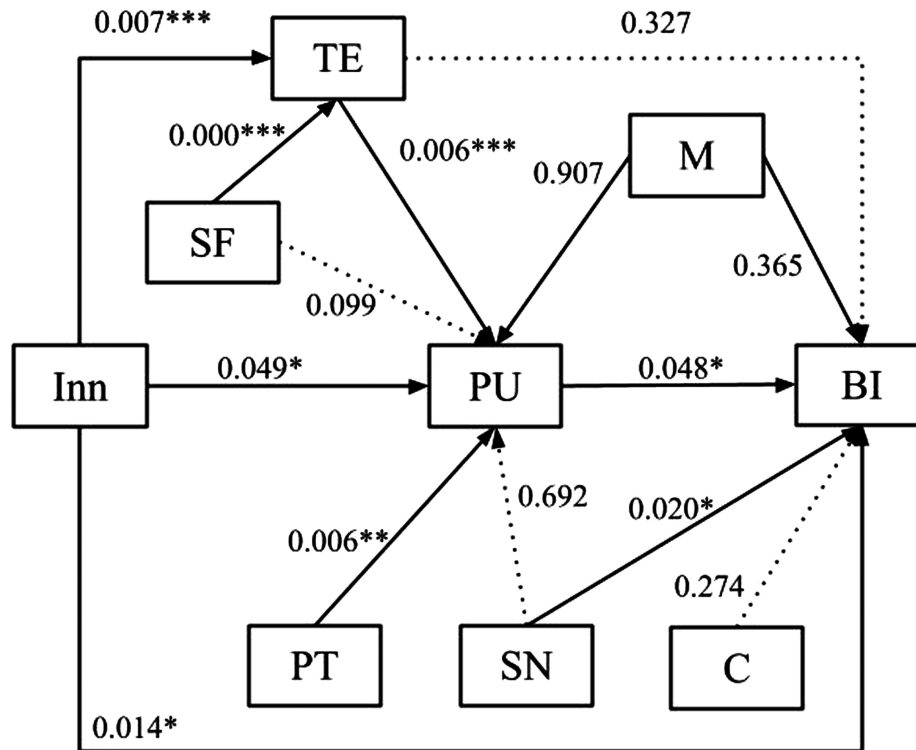 0.007***
0.327
TE
0.000***
0.006***
M
0.907
SF
0.365
0.099
Inn
0.049*
PU
0.048*
BI
0.692
0.020*
0.006**
0.274
PT
SN
C
0.014*